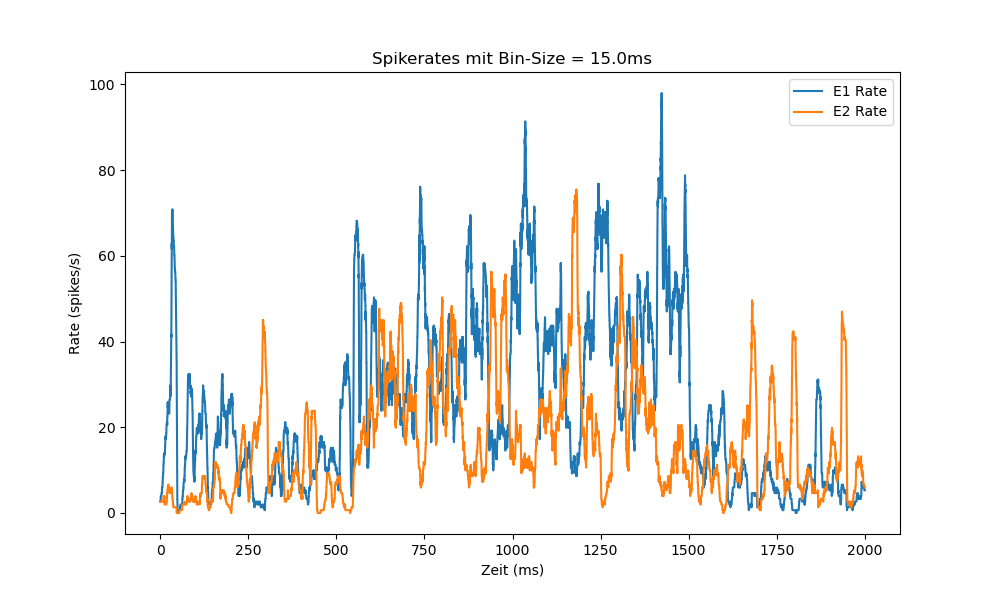 Spikerates mit Bin-Size = 15.0ms
E1 Rate
E2 Rate
100
80
60
40
20
0
Rate (spikes/s)
0 250 500 750 1000 1250 1500 1750 2000
Zeit (ms)